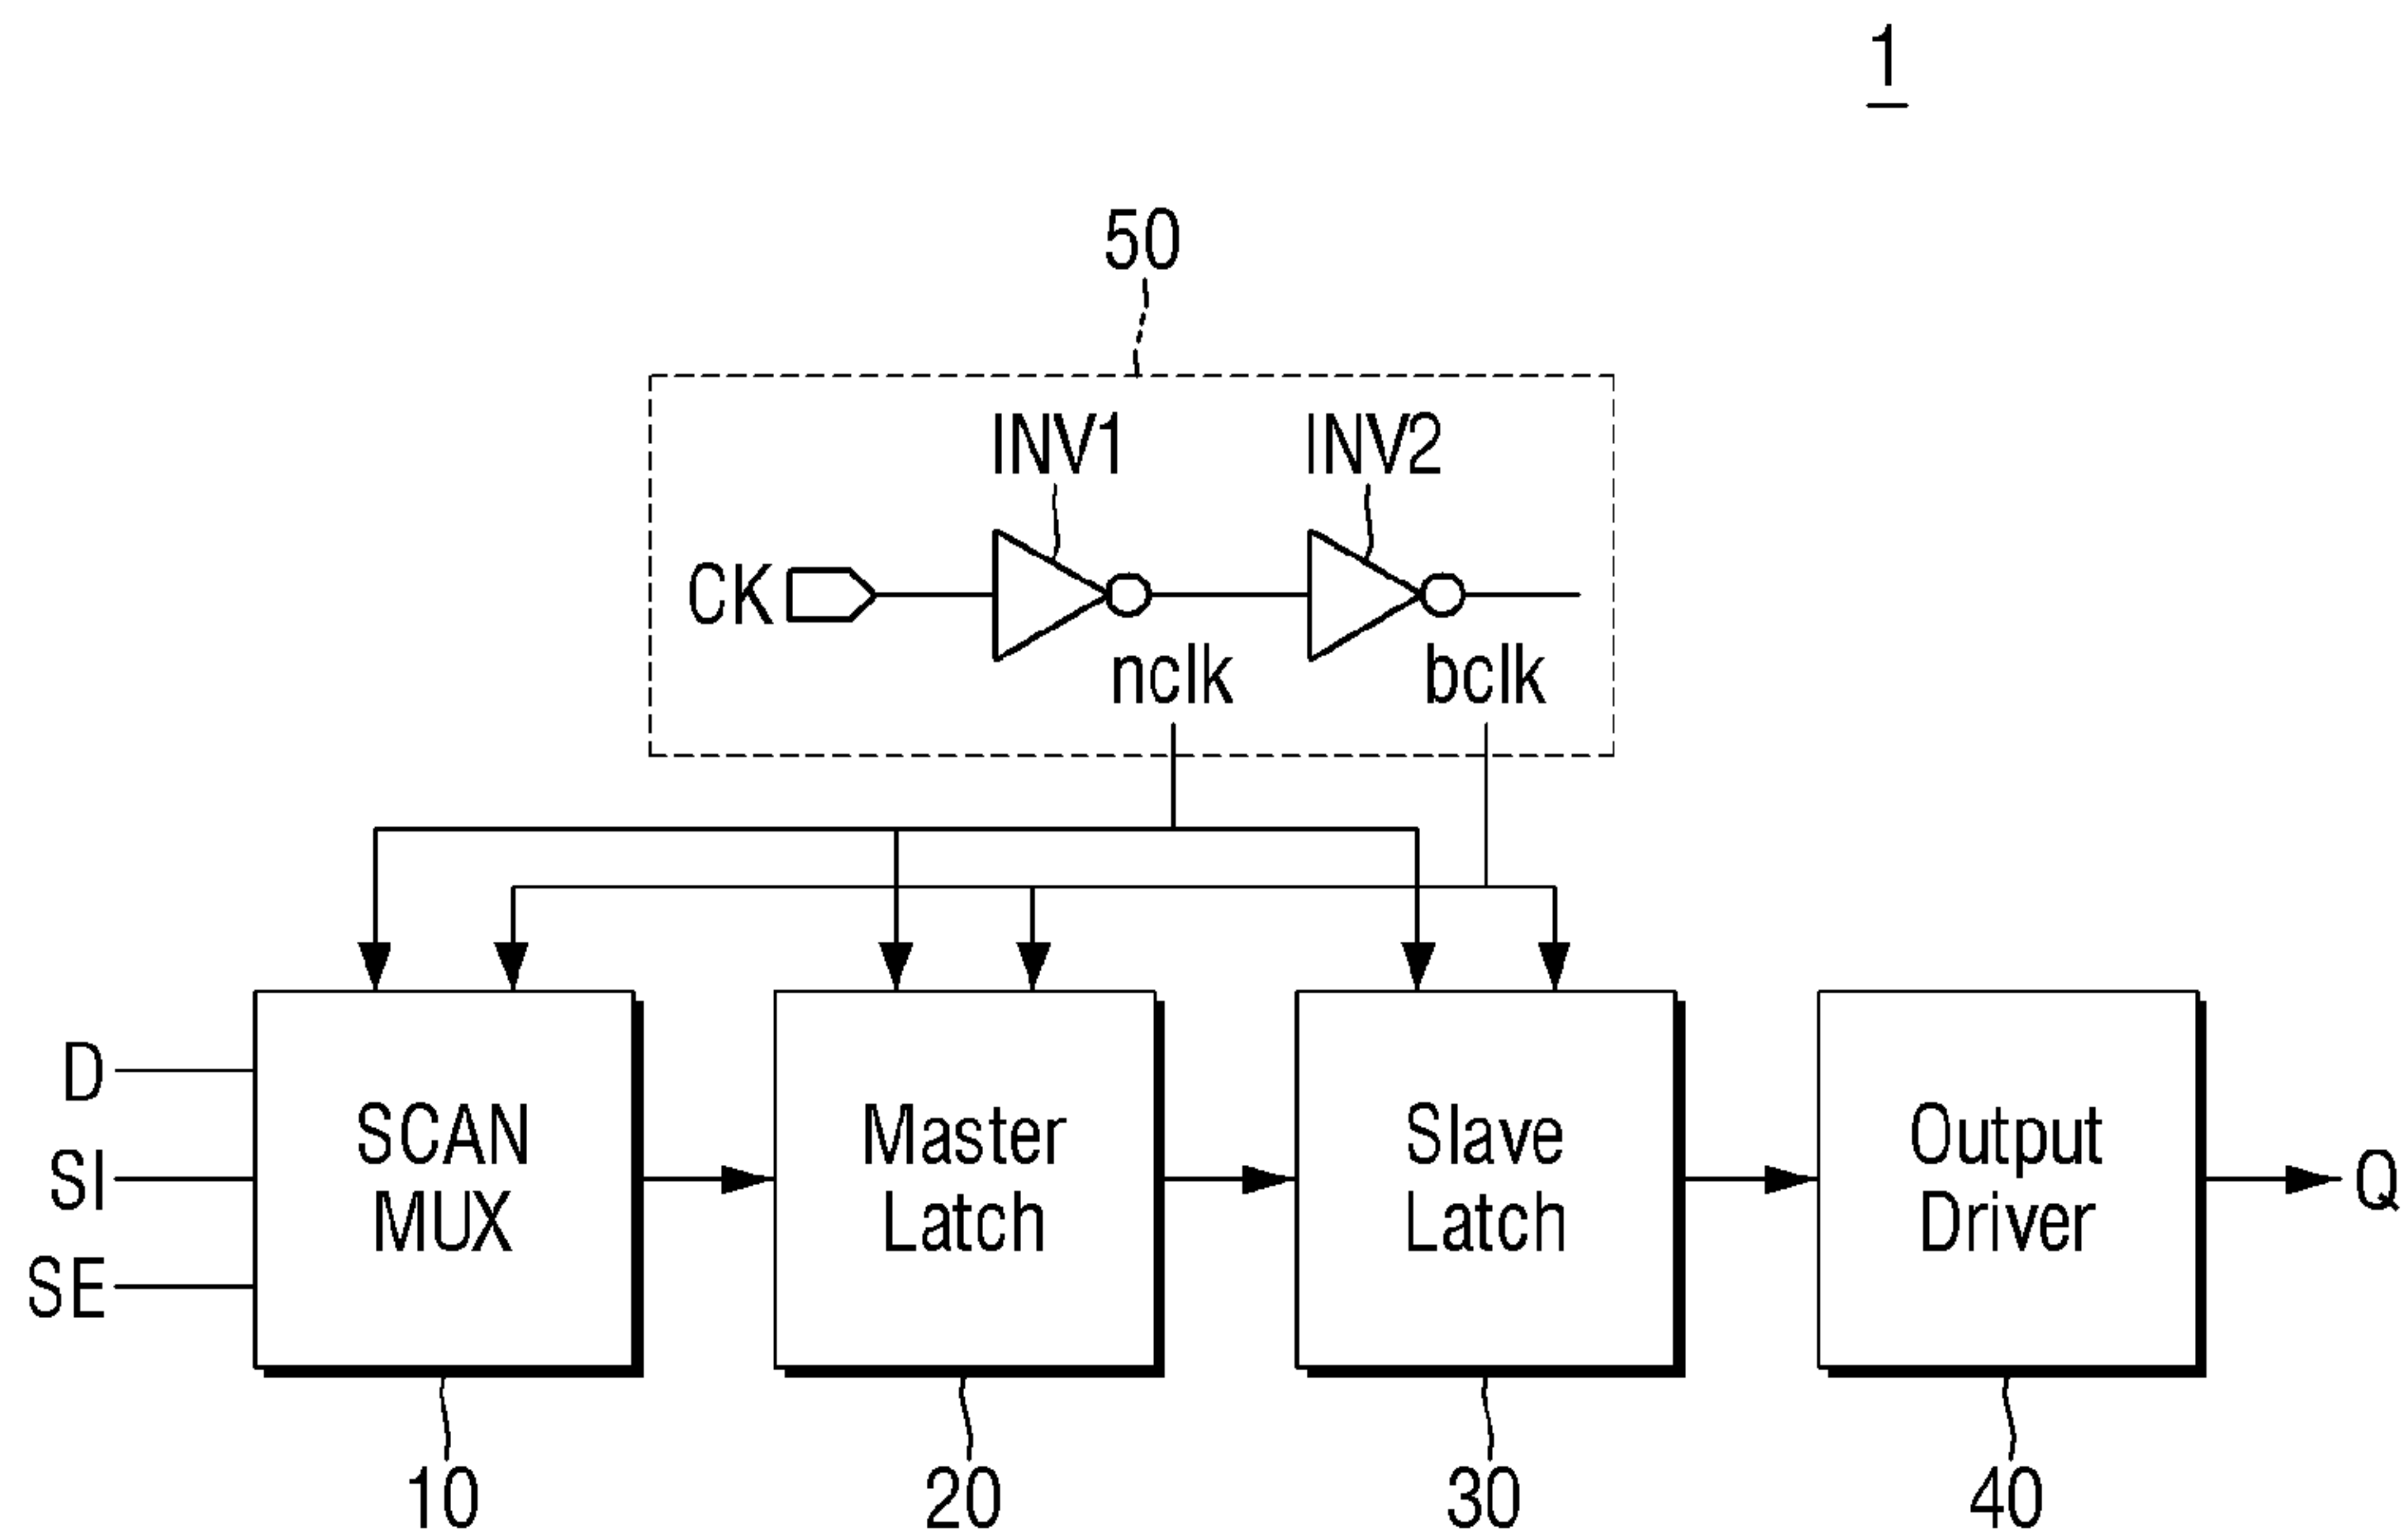 1
50
INV1 INV2
CK
nclk bclk
D
SI
SE
SCAN
MUX
Master
Latch
Slave
Latch
Output
Driver
Q
10 20 30 40